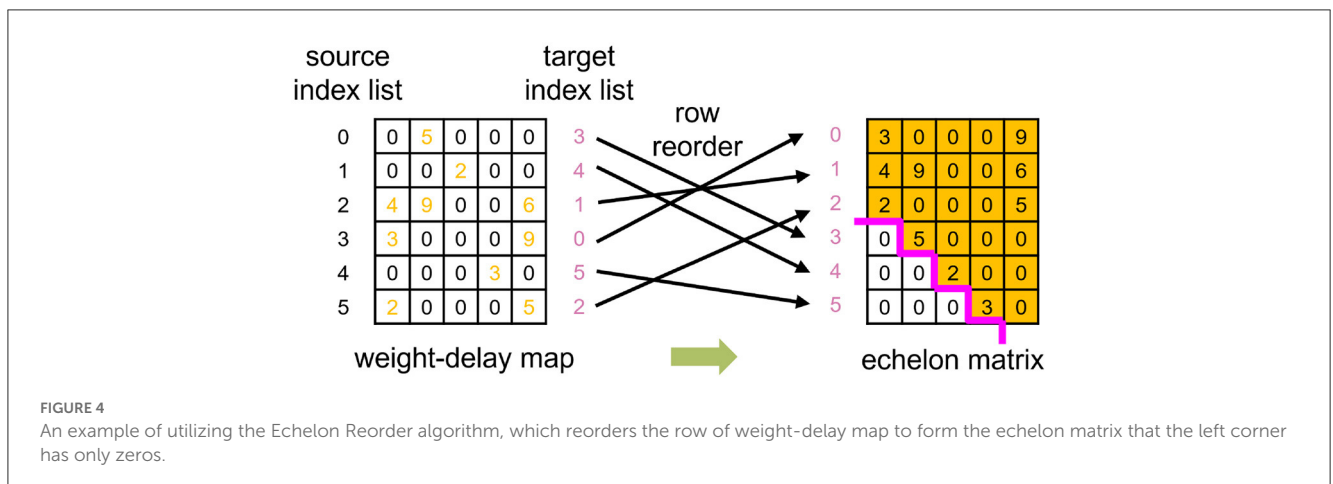 source target
index list index list
row
reorder
0 0 5 0 0 0 3 0 3 0 0 0 9
1 0 0 2 0 0 4 1 4 9 0 0 6
2 4 9 0 0 6 1 2 2 0 0 0 5
3 3 0 0 0 9 0 3 0 5 0 0 0
4 0 0 0 3 0 5 4 0 0 2 0 0
5 2 0 0 0 5 2 5 0 0 0 3 0
weight-delay map echelon matrix
FIGURE 4
An example of utilizing the Echelon Reorder algorithm, which reorders the row of weight-delay map to form the echelon matrix that the left corner
has only zeros.